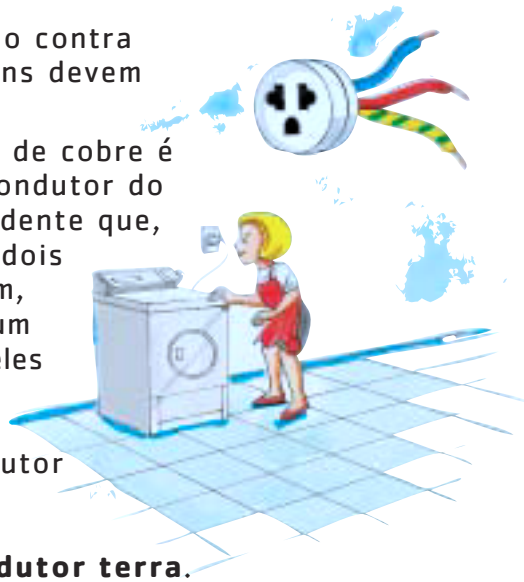 o contra
ns devem
de cobre é
ondutor do
dente que,
dois
m,
um
eles
utor
dutor terra.